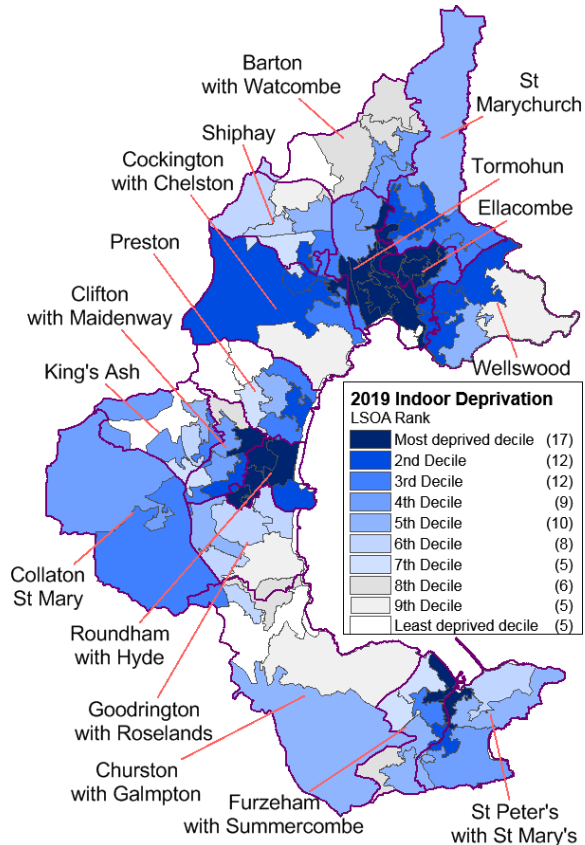 Barton
with Watcombe
St
Marychurch
Shiphay
Cockington
with Chelston
Tormohun
Ellacombe
Preston
Clifton
with Maidenway
King's Ash
Wellswood
2019 Indoor Deprivation
LSOA Rank
Most deprived decile (17)
2nd Decile (12)
3rd Decile (12)
4th Decile (9)
5th Decile (10)
6th Decile (8)
7th Decile (5)
8th Decile (6)
9th Decile (5)
Least deprived decile (5)
Collaton
St Mary
Roundham
with Hyde
Goodrington
with Roselands
Churston
with Galmpton
Furzeham
with Summercombe
St Peter's
with St Mary's